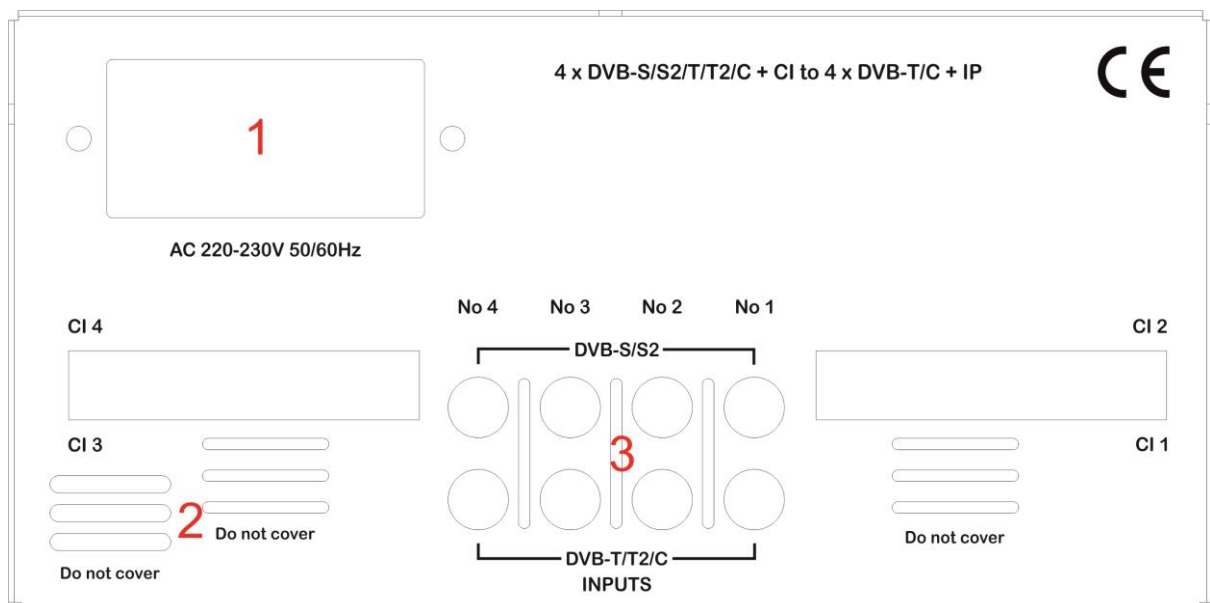 4 x DVB-S/S2/T/T2/C + CI to 4 x DVB-T/C + IP
CE
1
AC 220-230V 50/60Hz
No 4 No 3 No 2 No 1
CI 4
CI 2
DVB-S/S2
CI 3
CI 1
3
2
Do not cover
Do not cover
Do not cover
DVB-T/T2/C
INPUTS